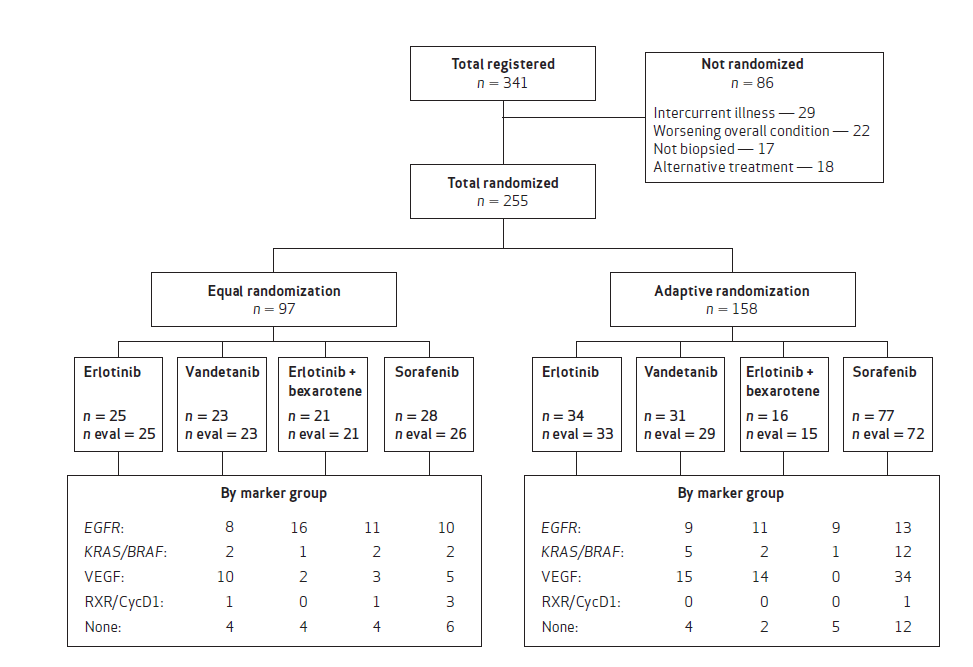 Total registered
n = 341
Not randomized
n = 86
Intercurrent illness — 29
Worsening overall condition — 22
Not biopsied — 17
Alternative treatment — 18
Total randomized
n = 255
Equal randomization
n = 97
Adaptive randomization
n = 158
Erlotinib
n = 25
n eval = 25
Vandetanib
n = 23
n eval = 23
Erlotinib +
bexarotene
n = 21
n eval = 21
Sorafenib
n = 28
n eval = 26
Erlotinib
n = 34
n eval = 33
Vandetanib
n = 31
n eval = 29
Erlotinib +
bexarotene
n = 16
n eval = 15
Sorafenib
n = 77
n eval = 72
By marker group
EGFR: 8 16 11 10
KRAS/BRAF: 2 1 2 2
VEGF: 10 2 3 5
RXR/CycD1: 1 0 1 3
None: 4 4 4 6
By marker group
EGFR: 9 11 9 13
KRAS/BRAF: 5 2 1 12
VEGF: 15 14 0 34
RXR/CycD1: 0 0 0 1
None: 4 2 5 12